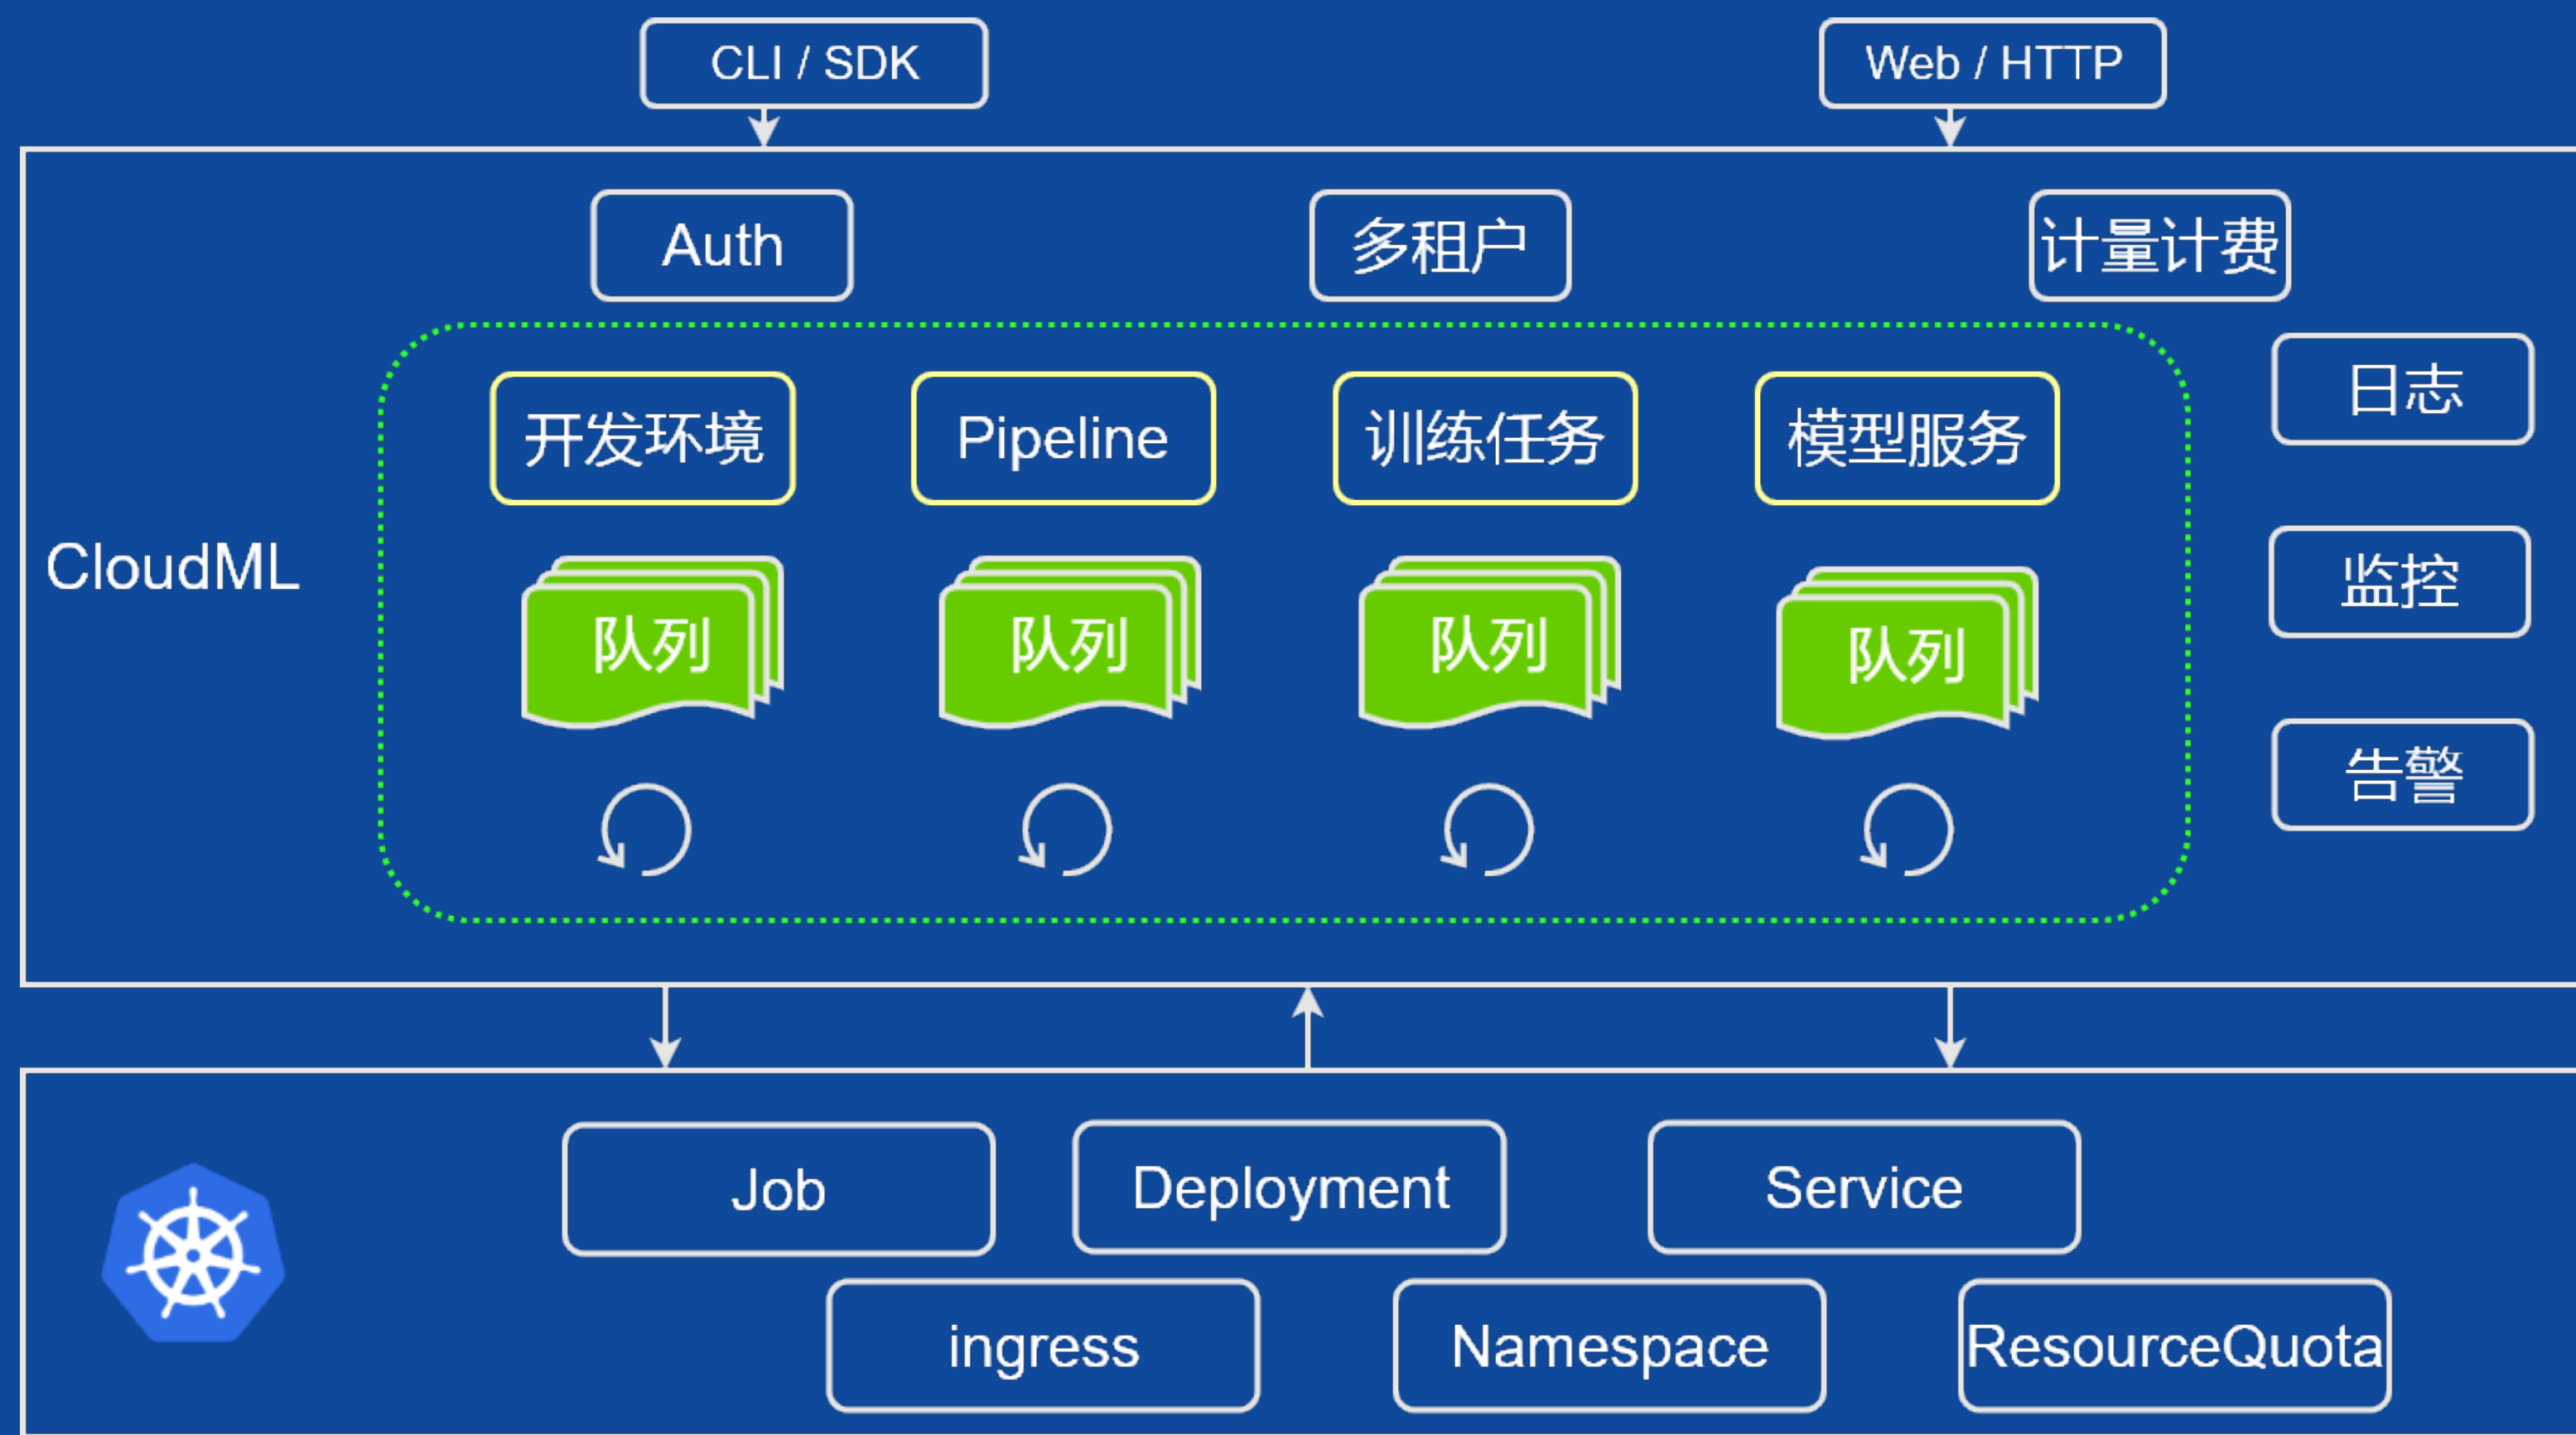 CLI / SDK
Web / HTTP
Auth
多租户
计量计费
日志
开发环境
Pipeline
训练任务
模型服务
CloudML
监控
队列
队列
队列
队列
告警
Job
Deployment
Service
ingress
Namespace
ResourceQuota